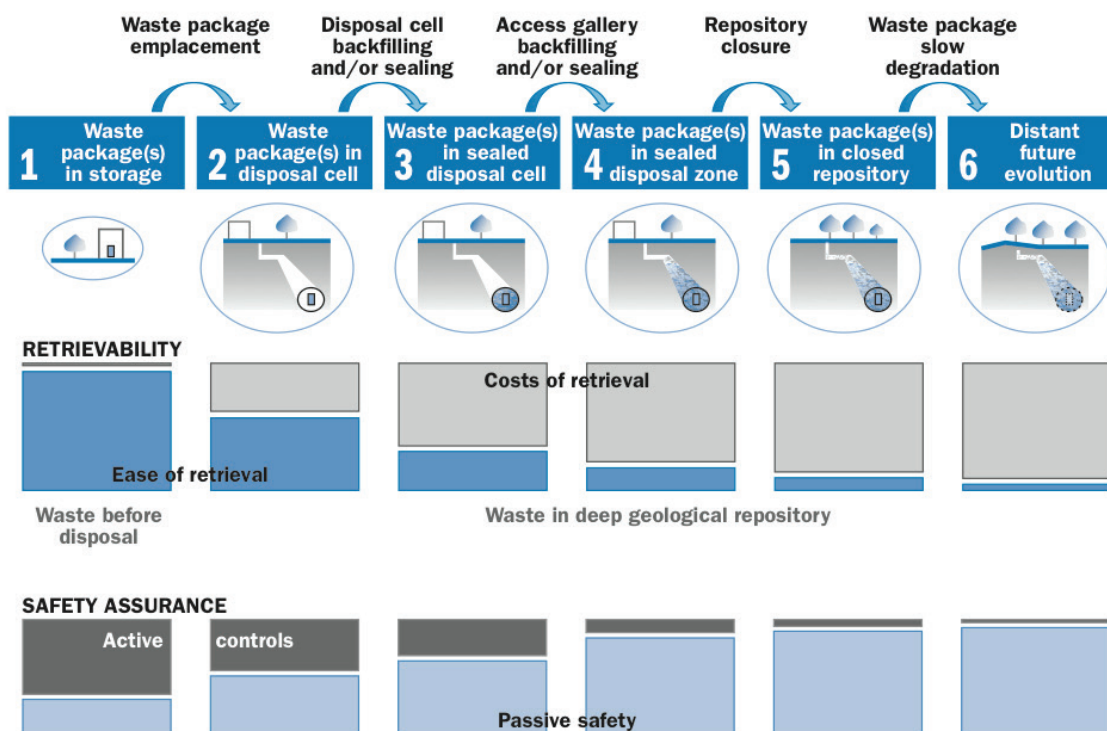 Waste package
emplacement
Disposal cell
backfilling
and/or sealing
Access gallery
backfilling
and/or sealing
Repository
closure
Waste package
slow
degradation
1 Waste
package(s)
in storage
2 Waste
package(s) in
disposal cell
3 Waste package(s)
in sealed
disposal cell
4 Waste package(s)
in sealed
disposal zone
5 Waste package(s)
in closed
repository
6 Distant
future
evolution
RETRIEVABILITY
Costs of retrieval
Ease of retrieval
Waste before
disposal
Waste in deep geological repository
SAFETY ASSURANCE
Active controls
Passive safety